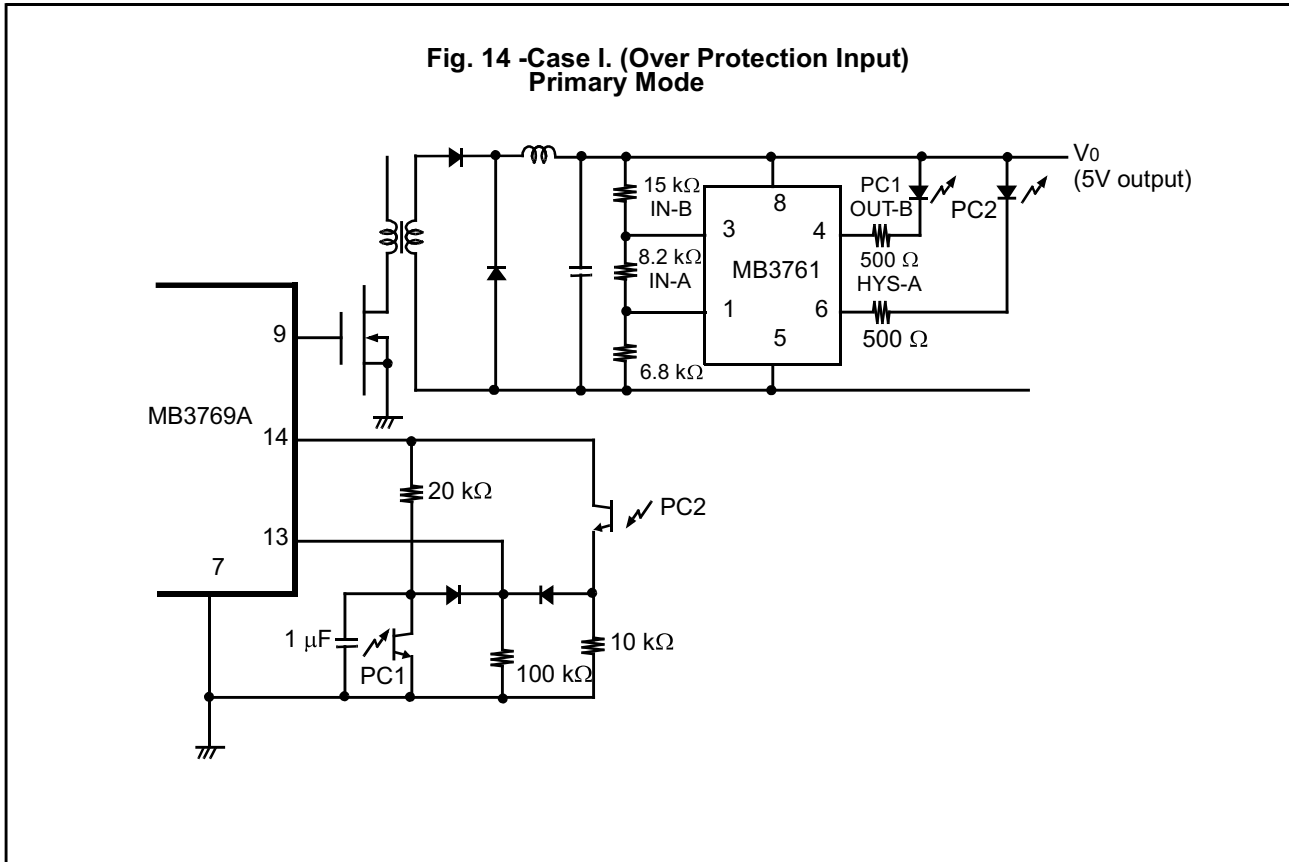 Fig. 14 -Case I. (Over Protection Input)
Primary Mode
V0
(5V output)
15 kΩ
IN-B
8
PC1
OUT-B
PC2
3
4
8.2 kΩ
IN-A
MB3761
500 Ω
HYS-A
1
6
5
500 Ω
6.8 kΩ
9
MB3769A
14
20 kΩ
PC2
13
7
1 μF
PC1
100 kΩ
10 kΩ